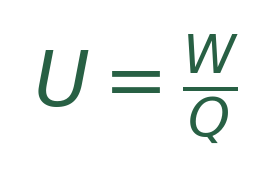 U = W/Q